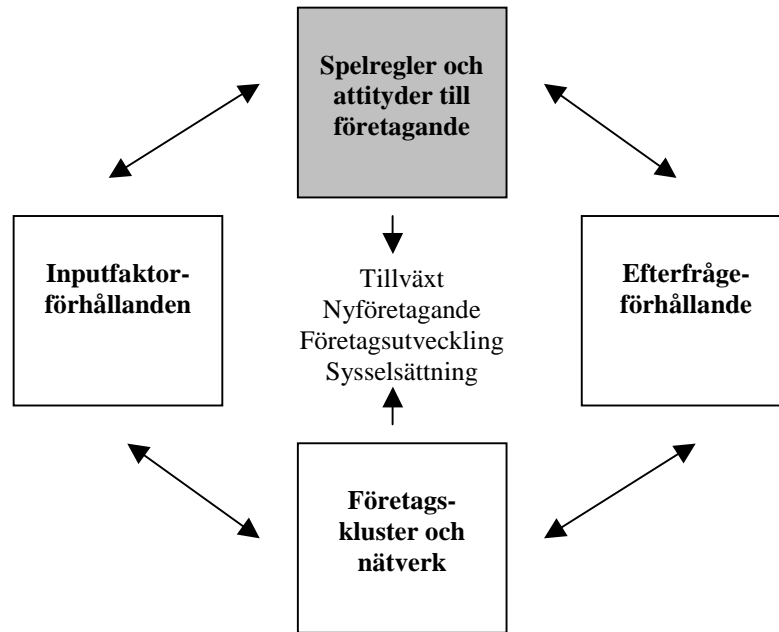 Spelregler och
attityder till
företagande
Inputfaktor-
förhållanden
Tillväxt
Nyföretagande
Företagsutveckling
Sysselsättning
Efterfråge-
förhållande
Företags-
kluster och
nätverk